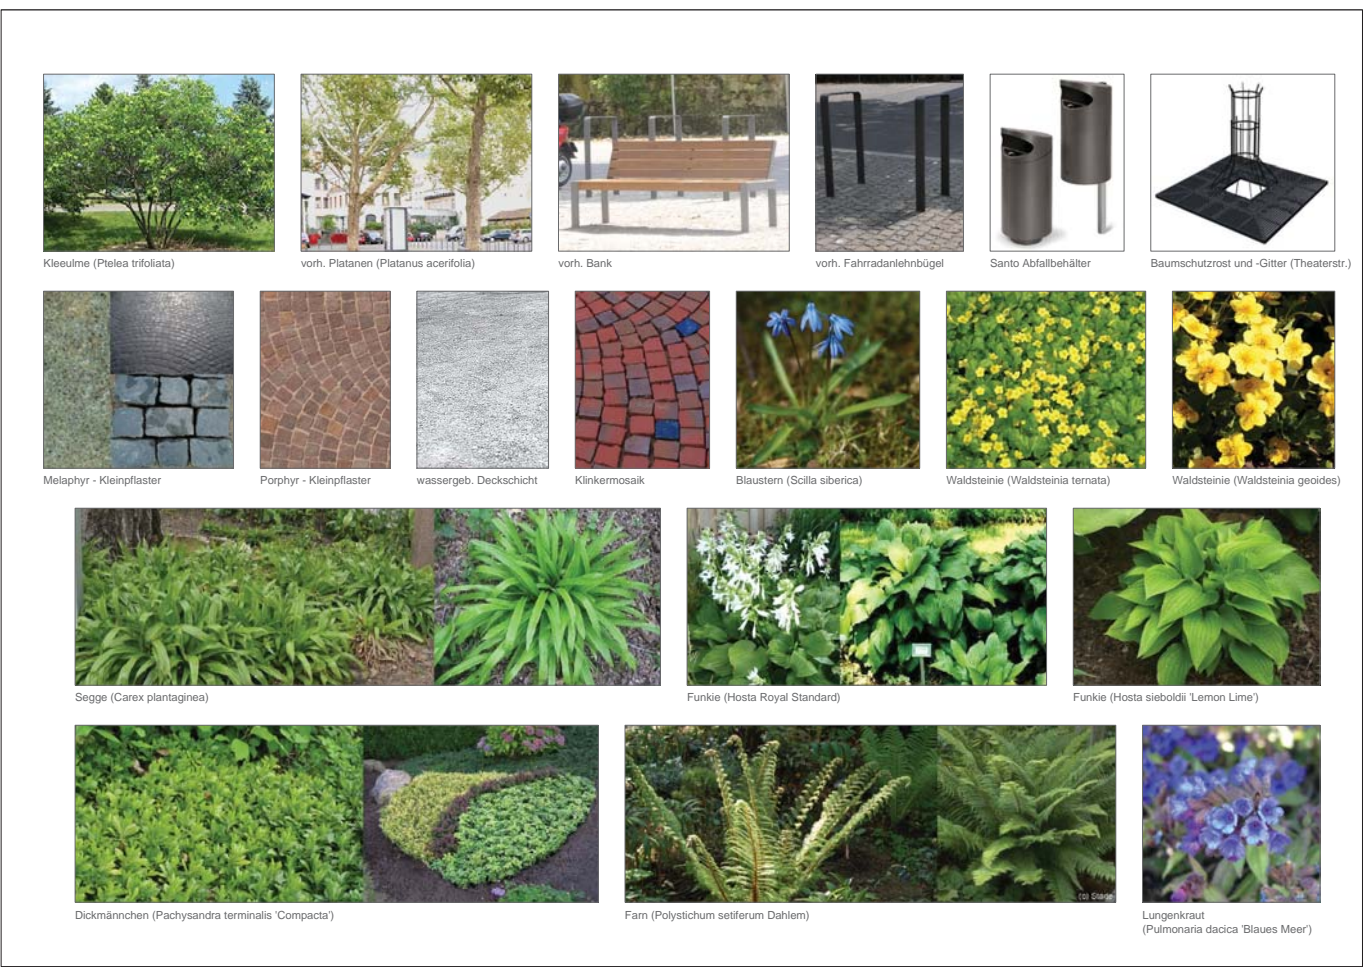 Kleeulme (Ptelea trifoliata)
vorh. Platanen (Platanus acerifolia)
vorh. Bank
vorh. Fahrradanlehnbügel
Santo Abfallbehälter
Baumschutzrost und -Gitter (Theaterstr.)
Melaphyr - Kleinpflaster
Porphyr - Kleinpflaster
wassergeb. Deckschicht
Klinkermosaik
Blaustern (Scilla siberica)
Waldsteinie (Waldsteinia ternata)
Waldsteinie (Waldsteinia geoides)
Segge (Carex plantaginea)
Funkie (Hosta Royal Standard)
Funkie (Hosta sieboldii 'Lemon Lime')
Dickmännchen (Pachysandra terminalis 'Compacta')
Farn (Polystichum setiferum Dahlem)
Lungenkraut
(Pulmonaria dacica 'Blaues Meer')